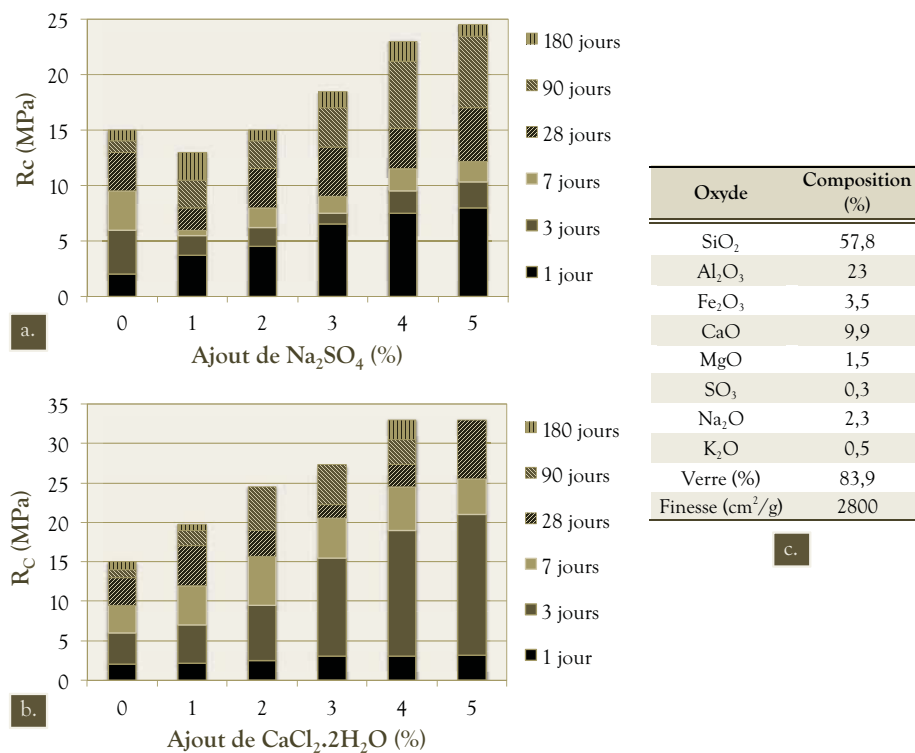 25
20
15
10
5
0
Rc (MPa)
0 1 2 3 4 5
Ajout de Na₂SO₄ (%)
180 jours
90 jours
28 jours
7 jours
3 jours
1 jour
a.
35
30
25
20
15
10
5
0
R_C (MPa)
0 1 2 3 4 5
Ajout de CaCl₂.2H₂O (%)
180 jours
90 jours
28 jours
7 jours
3 jours
1 jour
b.
Oxyde Composition
(%)
SiO₂ 57,8
Al₂O₃ 23
Fe₂O₃ 3,5
CaO 9,9
MgO 1,5
SO₃ 0,3
Na₂O 2,3
K₂O 0,5
Verre (%) 83,9
Finesse (cm²/g) 2800
c.